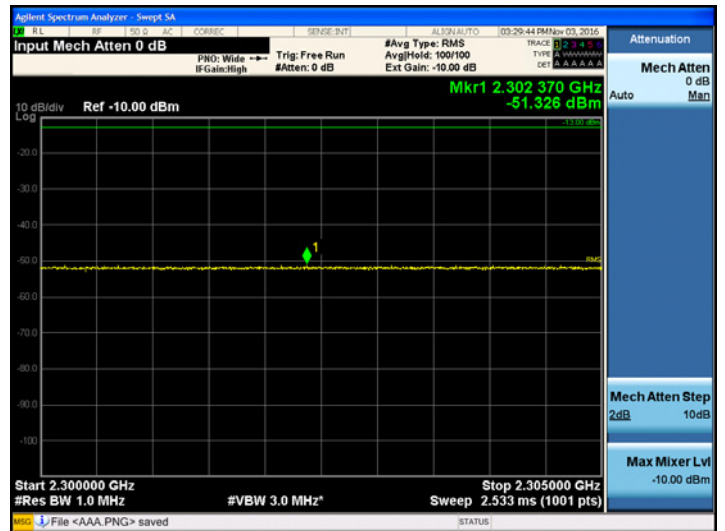 Agilent Spectrum Analyzer - Swept SA
RL RF 50 Ω AC CORREC SENSE:INT ALIGN AUTO 03:29:44 PM Nov 03, 2016
Input Mech Atten 0 dB
PNO: Wide
IFGain:High
Trig: Free Run
#Atten: 0 dB
#Avg Type: RMS
Avg|Hold: 100/100
Ext Gain: -10.00 dB
TRACE 1 2 3 4 5 6
TYPE A WWWWW
DET A A A A A A
Mkr1 2.302 370 GHz
-51.326 dBm
10 dB/div
Log
Ref -10.00 dBm
-13.00 dBm
-20.0
-30.0
-40.0
1
-50.0
RMS
-60.0
-70.0
-80.0
-90.0
-100
Start 2.300000 GHz
Stop 2.305000 GHz
#Res BW 1.0 MHz
#VBW 3.0 MHz*
Sweep 2.533 ms (1001 pts)
MSG File <AAA.PNG> saved
STATUS
Attenuation
Mech Atten
0 dB
Auto Man
Mech Atten Step
2dB 10dB
Max Mixer Lvl
-10.00 dBm